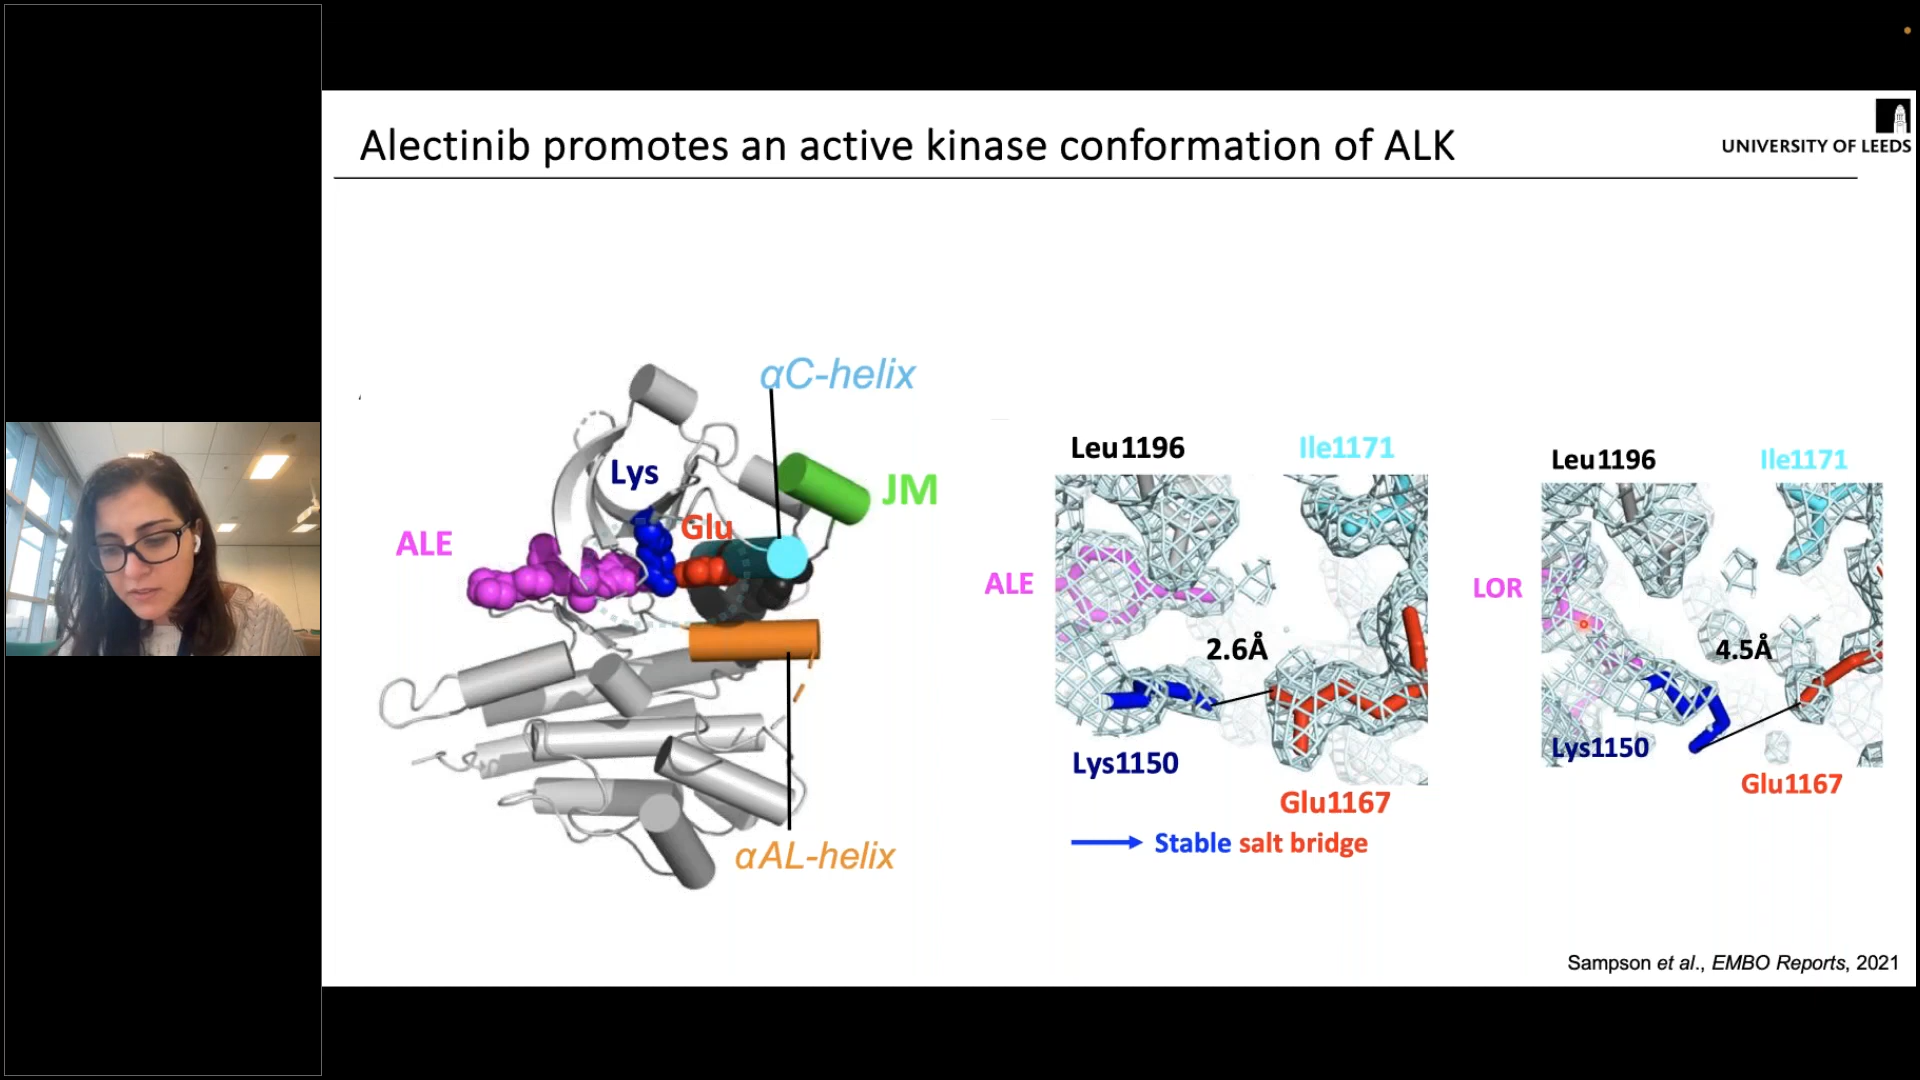 Alectinib promotes an active kinase conformation of ALK
UNIVERSITY OF LEEDS
αC-helix
Lys
JM
Glu
ALE
αAL-helix
Leu1196
Ile1171
ALE
2.6Å
Lys1150
Glu1167
Stable salt bridge
Leu1196
Ile1171
LOR
4.5Å
Lys1150
Glu1167
Sampson et al., EMBO Reports, 2021